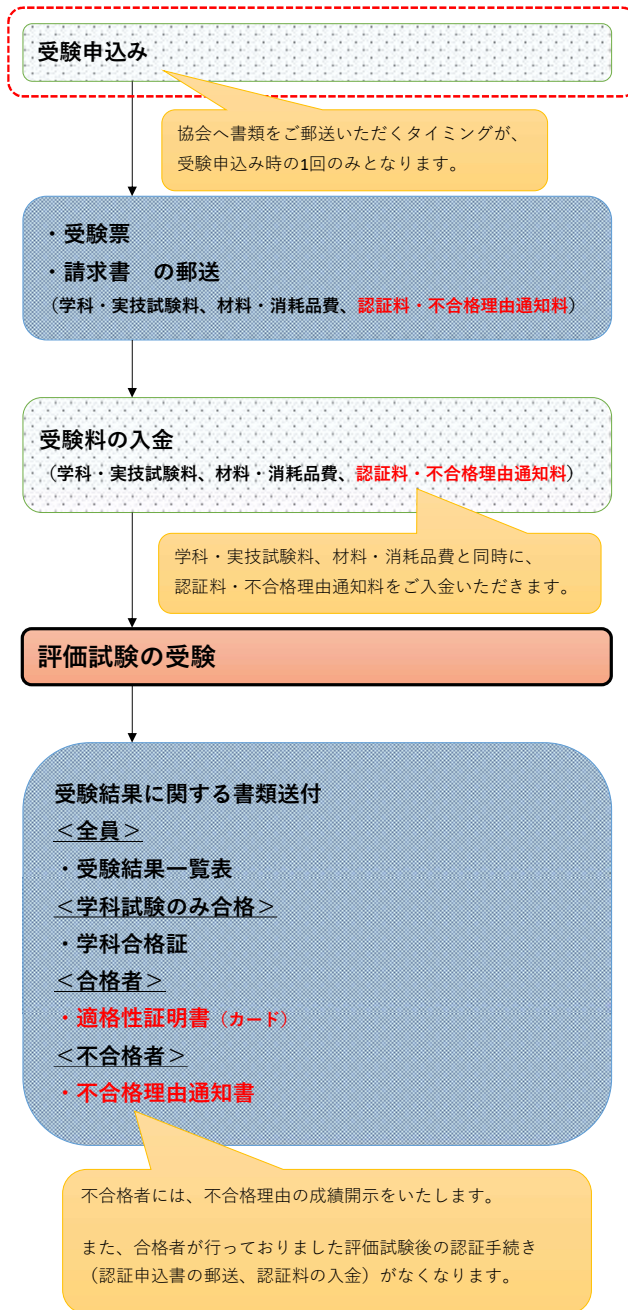 受験申込み
協会へ書類をご郵送いただくタイミングが、
受験申込み時の1回のみとなります。
・受験票
・請求書　の郵送
（学科・実技試験料、材料・消耗品費、認証料・不合格理由通知料）
受験料の入金
（学科・実技試験料、材料・消耗品費、認証料・不合格理由通知料）
学科・実技試験料、材料・消耗品費と同時に、
認証料・不合格理由通知料をご入金いただきます。
評価試験の受験
受験結果に関する書類送付
＜全員＞
・受験結果一覧表
＜学科試験のみ合格＞
・学科合格証
＜合格者＞
・適格性証明書（カード）
＜不合格者＞
・不合格理由通知書
不合格者には、不合格理由の成績開示をいたします。
また、合格者が行っておりました評価試験後の認証手続き
（認証申込書の郵送、認証料の入金）がなくなります。